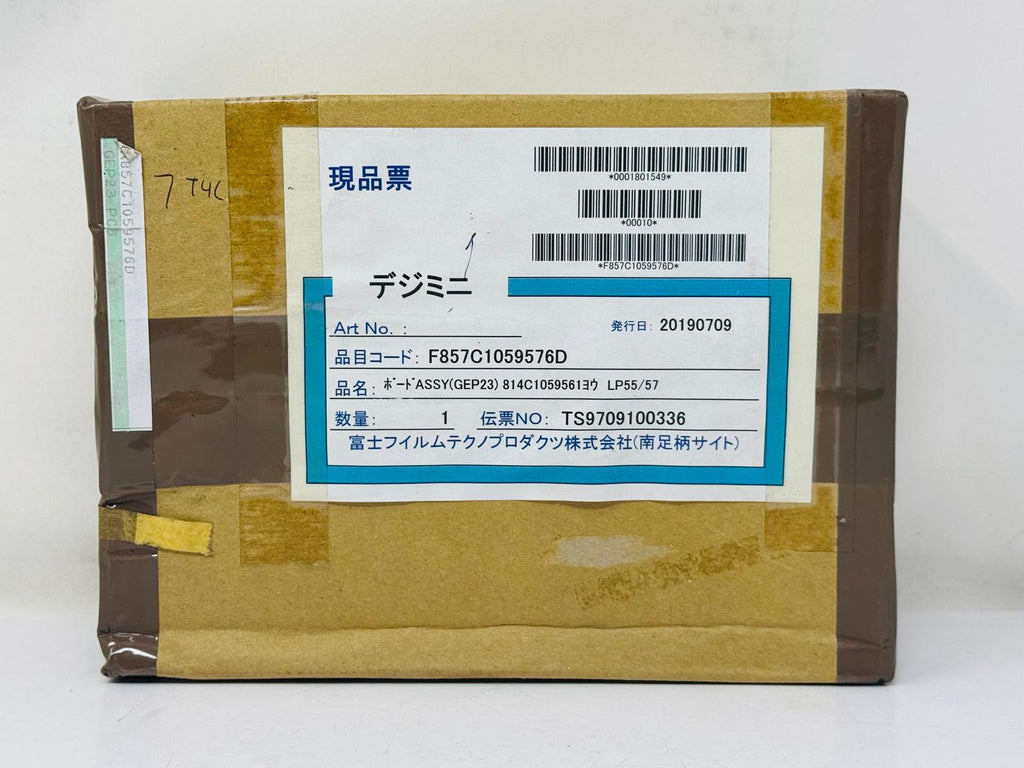 現品票
*0001801549*
*00010*
*F857C1059576D*
デジミニ
Art No. :
発行日: 20190709
品目コード: F857C1059576D
品名: ﾎﾞｰﾄﾞASSY(GEP23) 814C1059561ﾖｳ LP55/57
数量: 1 伝票NO: TS9709100336
富士フイルムテクノプロダクツ株式会社(南足柄サイト)
857C1059576D
GEP23 PCB